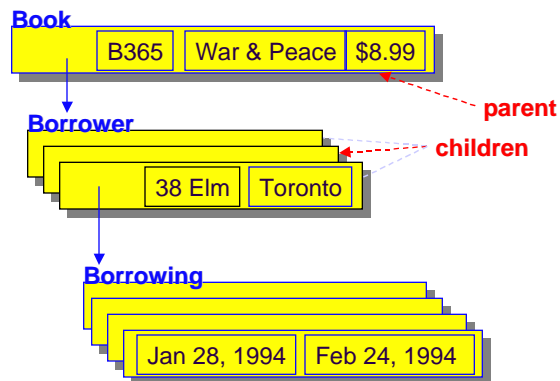 Book
B365 War & Peace $8.99
parent
Borrower
children
38 Elm Toronto
Borrowing
Jan 28, 1994 Feb 24, 1994